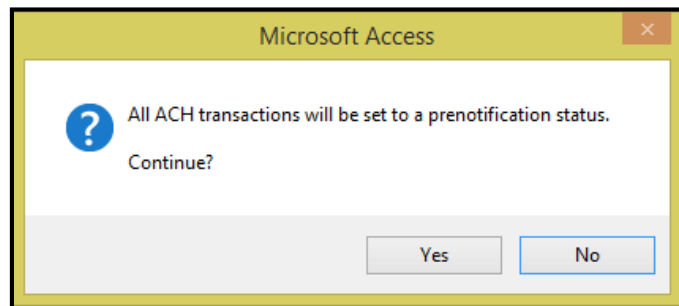 Microsoft Access
All ACH transactions will be set to a prenotification status.
Continue?
Yes
No